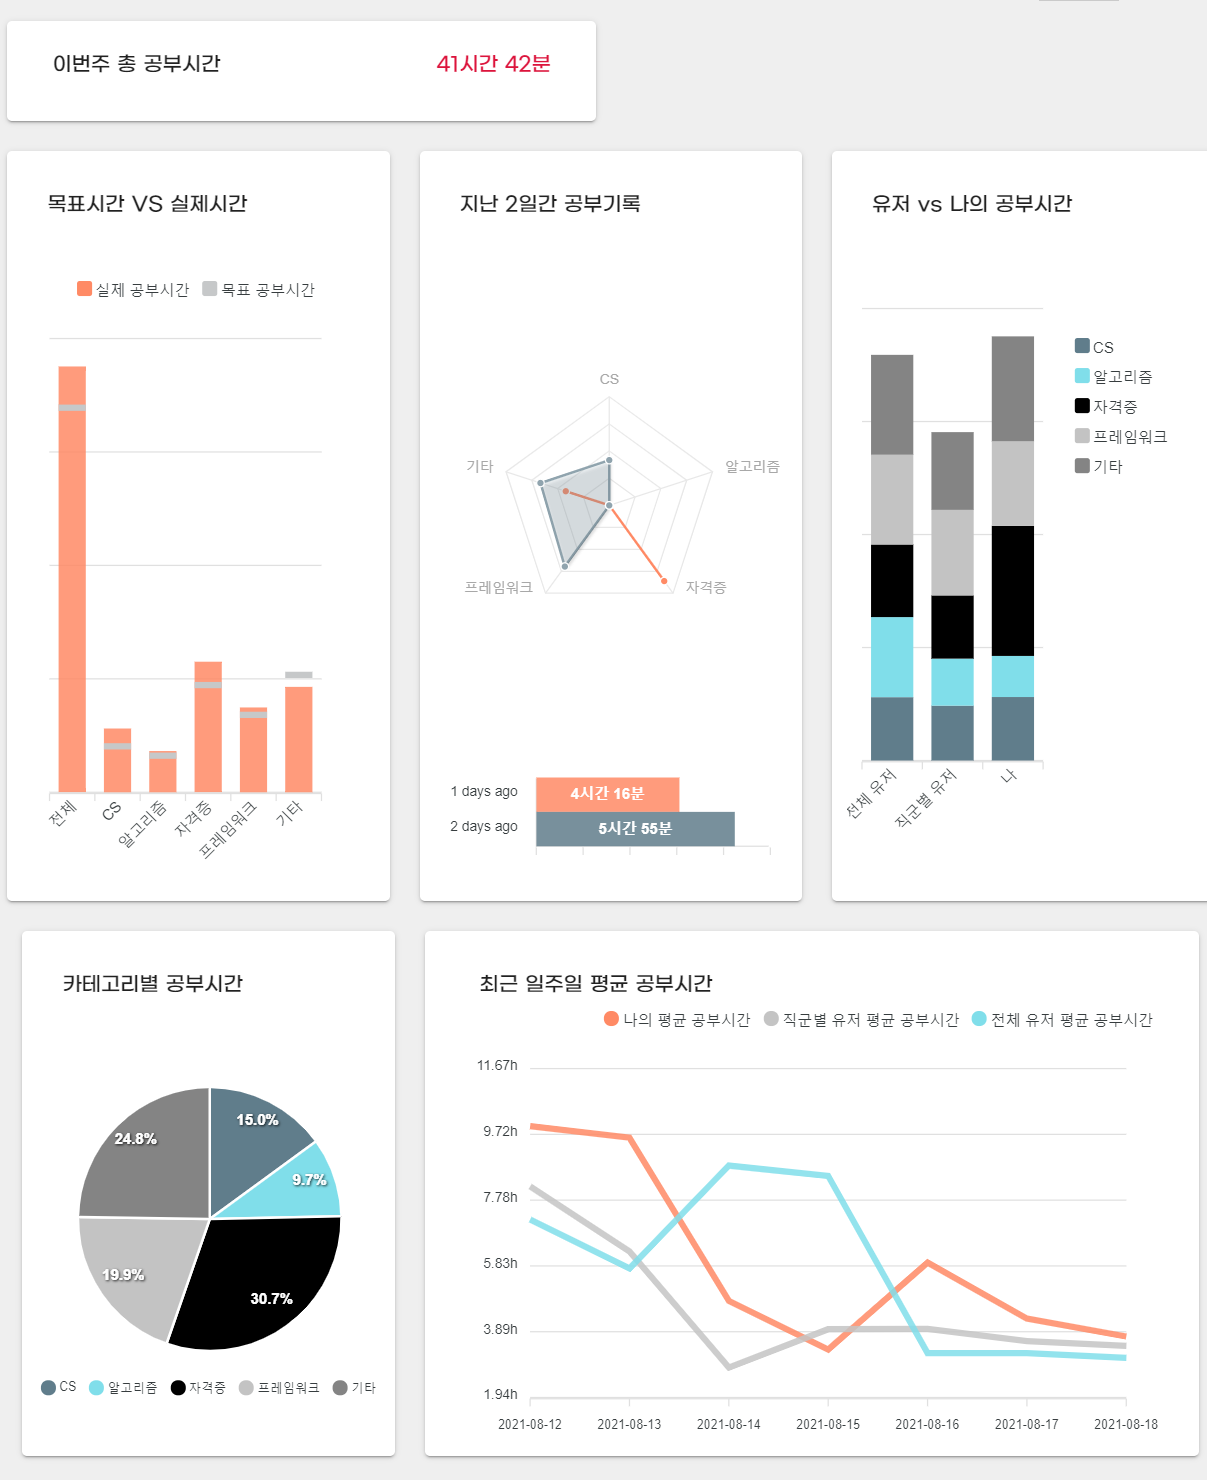 이번주 총 공부시간
41시간 42분
목표시간 VS 실제시간
실제 공부시간
목표 공부시간
전체
CS
알고리즘
자격증
프레임워크
기타
지난 2일간 공부기록
CS
알고리즘
자격증
프레임워크
기타
1 days ago
4시간 16분
2 days ago
5시간 55분
유저 vs 나의 공부시간
CS
알고리즘
자격증
프레임워크
기타
전체 유저
직군별 유저
나
카테고리별 공부시간
15.0%
9.7%
30.7%
19.9%
24.8%
CS
알고리즘
자격증
프레임워크
기타
최근 일주일 평균 공부시간
나의 평균 공부시간
직군별 유저 평균 공부시간
전체 유저 평균 공부시간
11.67h
9.72h
7.78h
5.83h
3.89h
1.94h
2021-08-12
2021-08-13
2021-08-14
2021-08-15
2021-08-16
2021-08-17
2021-08-18